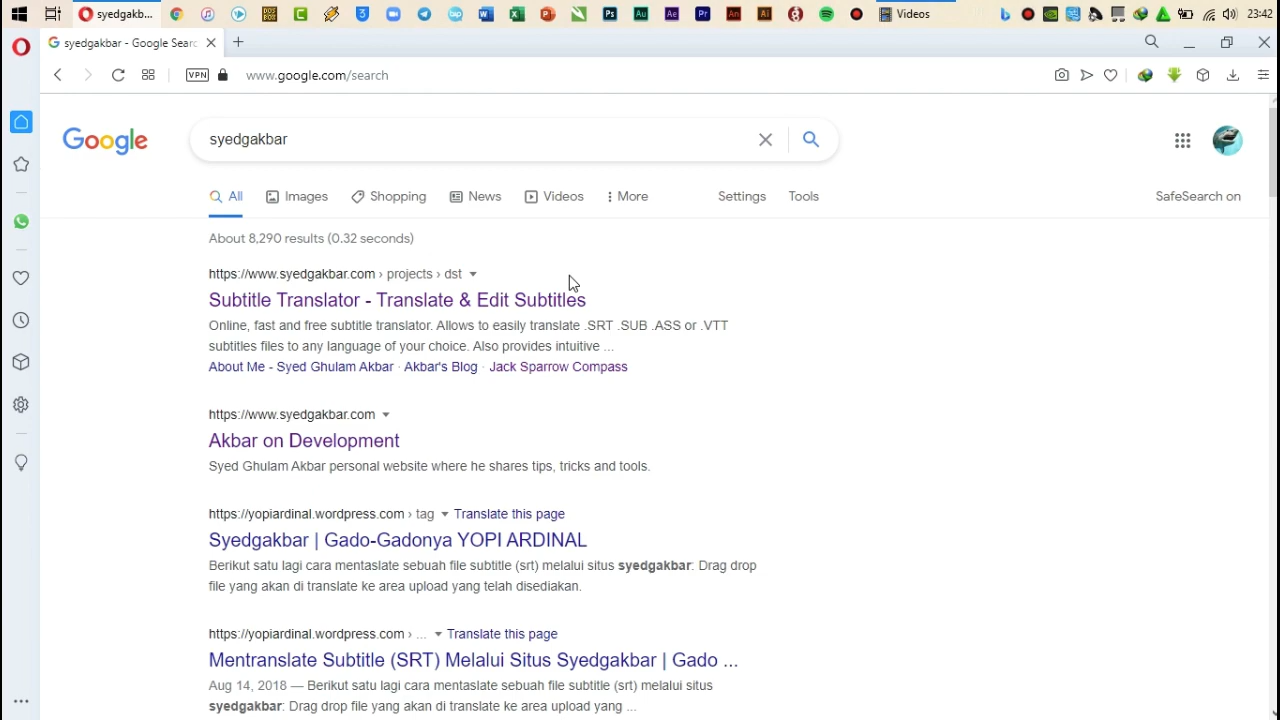 syedgakb...
Videos
23:42
syedgakbar - Google Searc
VPN
www.google.com/search
Google
syedgakbar
All
Images
Shopping
News
Videos
More
Settings
Tools
SafeSearch on
About 8,290 results (0.32 seconds)
https://www.syedgakbar.com › projects › dst
Subtitle Translator - Translate & Edit Subtitles
Online, fast and free subtitle translator. Allows to easily translate .SRT .SUB .ASS or .VTT
subtitles files to any language of your choice. Also provides intuitive ...
About Me - Syed Ghulam Akbar · Akbar's Blog · Jack Sparrow Compass
https://www.syedgakbar.com
Akbar on Development
Syed Ghulam Akbar personal website where he shares tips, tricks and tools.
https://yopiardinal.wordpress.com › tag Translate this page
Syedgakbar | Gado-Gadonya YOPI ARDINAL
Berikut satu lagi cara mentaslate sebuah file subtitle (srt) melalui situs syedgakbar: Drag drop
file yang akan di translate ke area upload yang telah disediakan.
https://yopiardinal.wordpress.com › ... Translate this page
Mentranslate Subtitle (SRT) Melalui Situs Syedgakbar | Gado ...
Aug 14, 2018 — Berikut satu lagi cara mentaslate sebuah file subtitle (srt) melalui situs
syedgakbar: Drag drop file yang akan di translate ke area upload yang ...